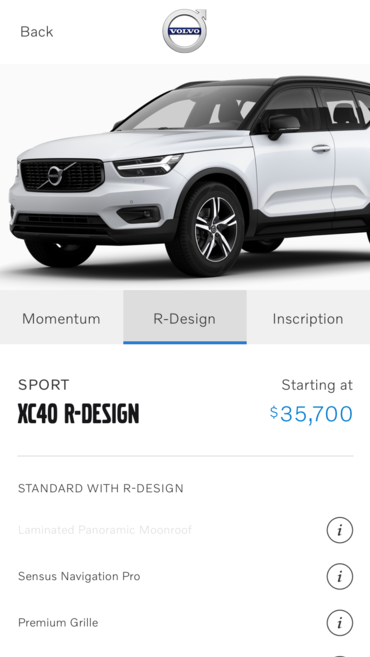 Back
VOLVO
Momentum
R-Design
Inscription
SPORT
Starting at
XC40 R-DESIGN
$35,700
STANDARD WITH R-DESIGN
Laminated Panoramic Moonroof
i
Sensus Navigation Pro
i
Premium Grille
i